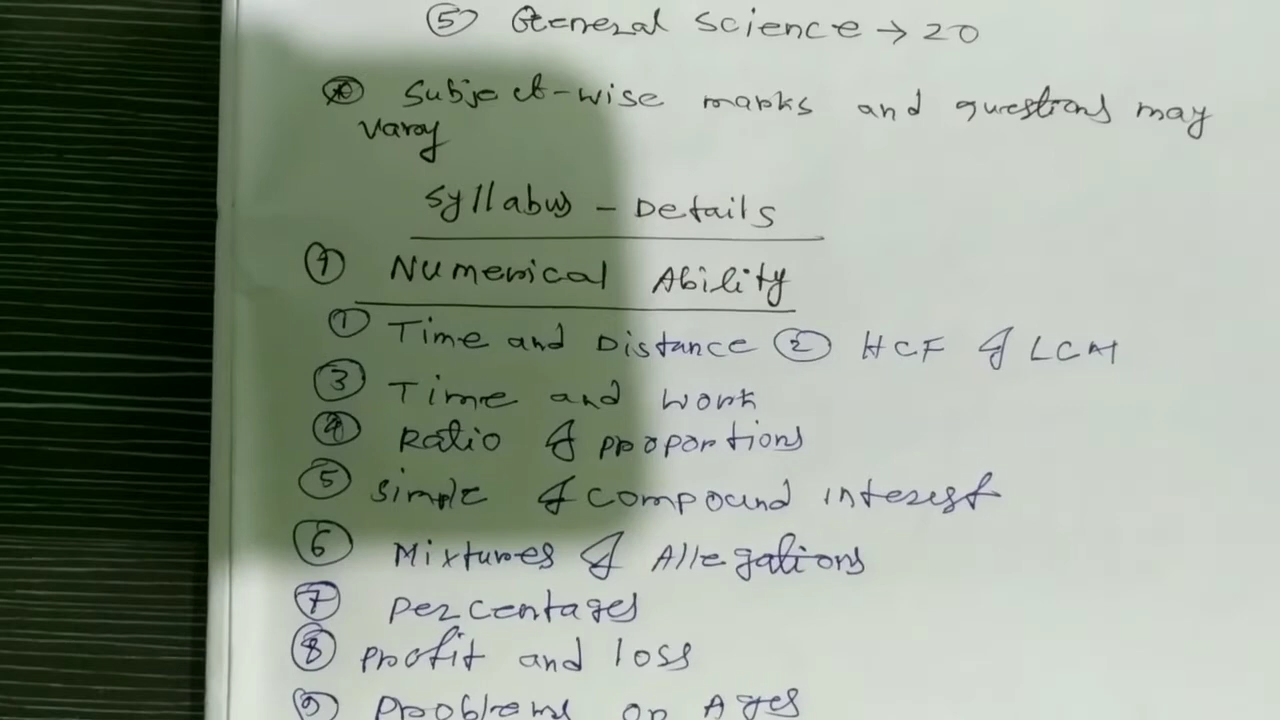 ⑤ General Science → 20
⊛ Subject-wise marks and questions may
vary
Syllabus - Details
① Numerical Ability
① Time and Distance ② HCF & LCM
③ Time and work
④ Ratio & proportions
⑤ simple & compound interest
⑥ Mixtures & Allegations
⑦ percentages
⑧ profit and loss
⑨ problems on Ages